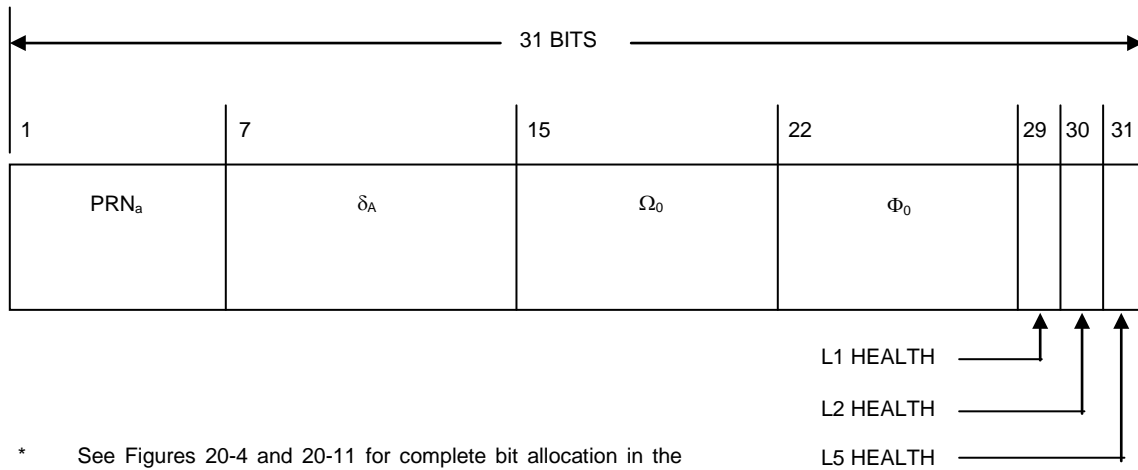 31 BITS
1 7 15 22 29 30 31
PRNa δA Ω0 Φ0
L1 HEALTH
L2 HEALTH
L5 HEALTH
* See Figures 20-4 and 20-11 for complete bit allocation in the